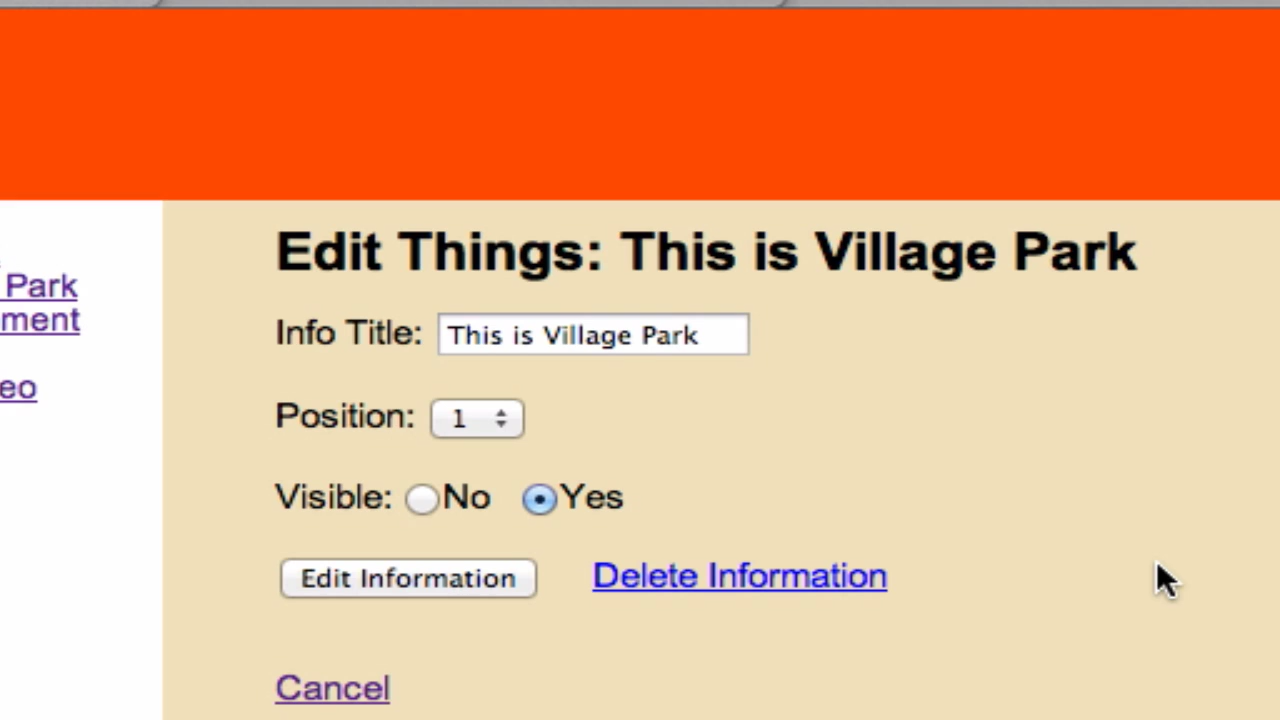 Edit Things: This is Village Park
Park
ment
eo
Info Title: This is Village Park
Position: 1
Visible: No Yes
Edit Information Delete Information
Cancel